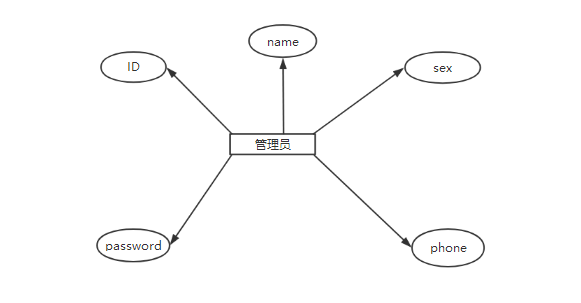 name
ID
sex
管理员
password
phone